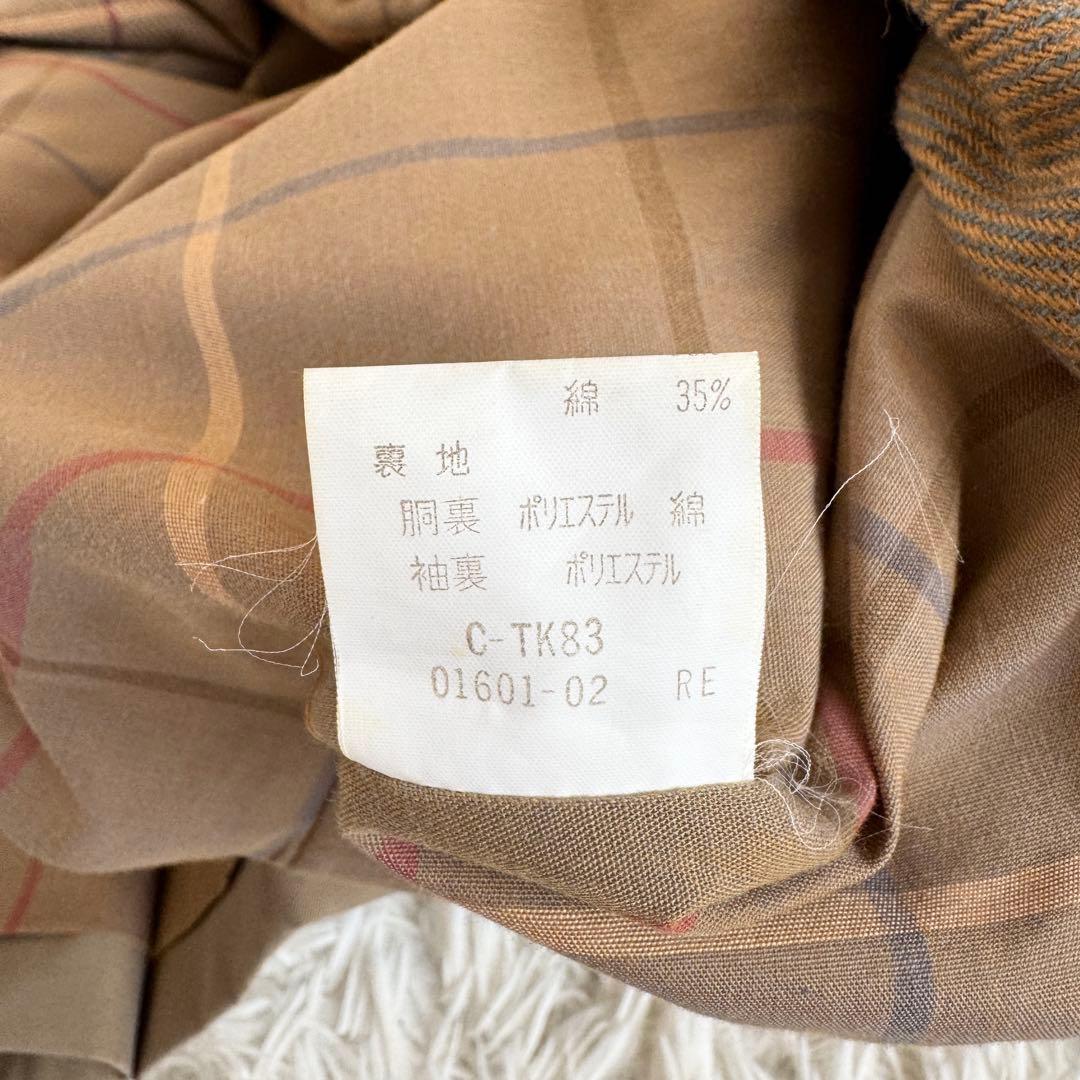 綿 35%
裏地
胴裏 ポリエステル 綿
袖裏 ポリエステル
C-TK83
01601-02 RE